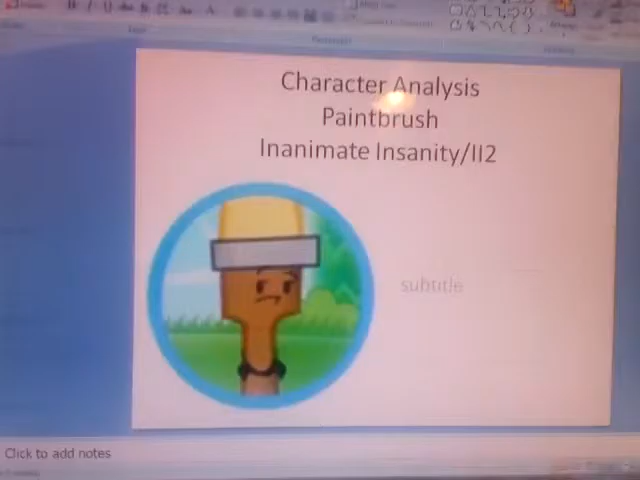 Character Analysis
Paintbrush
Inanimate Insanity/II2
subtitle
Click to add notes